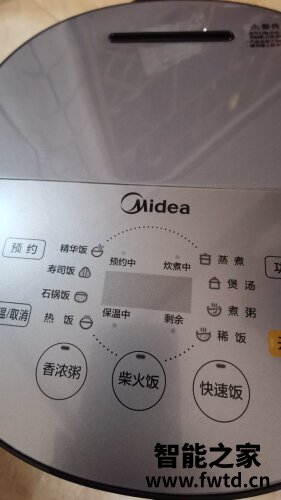 Midea
预约
精华饭
预约中
炊煮中
蒸煮
功
寿司饭
煲汤
石锅饭
煮粥
温/取消
热饭
保温中
剩余
稀饭
香浓粥
柴火饭
快速饭
智能之家
www.fwtd.cn